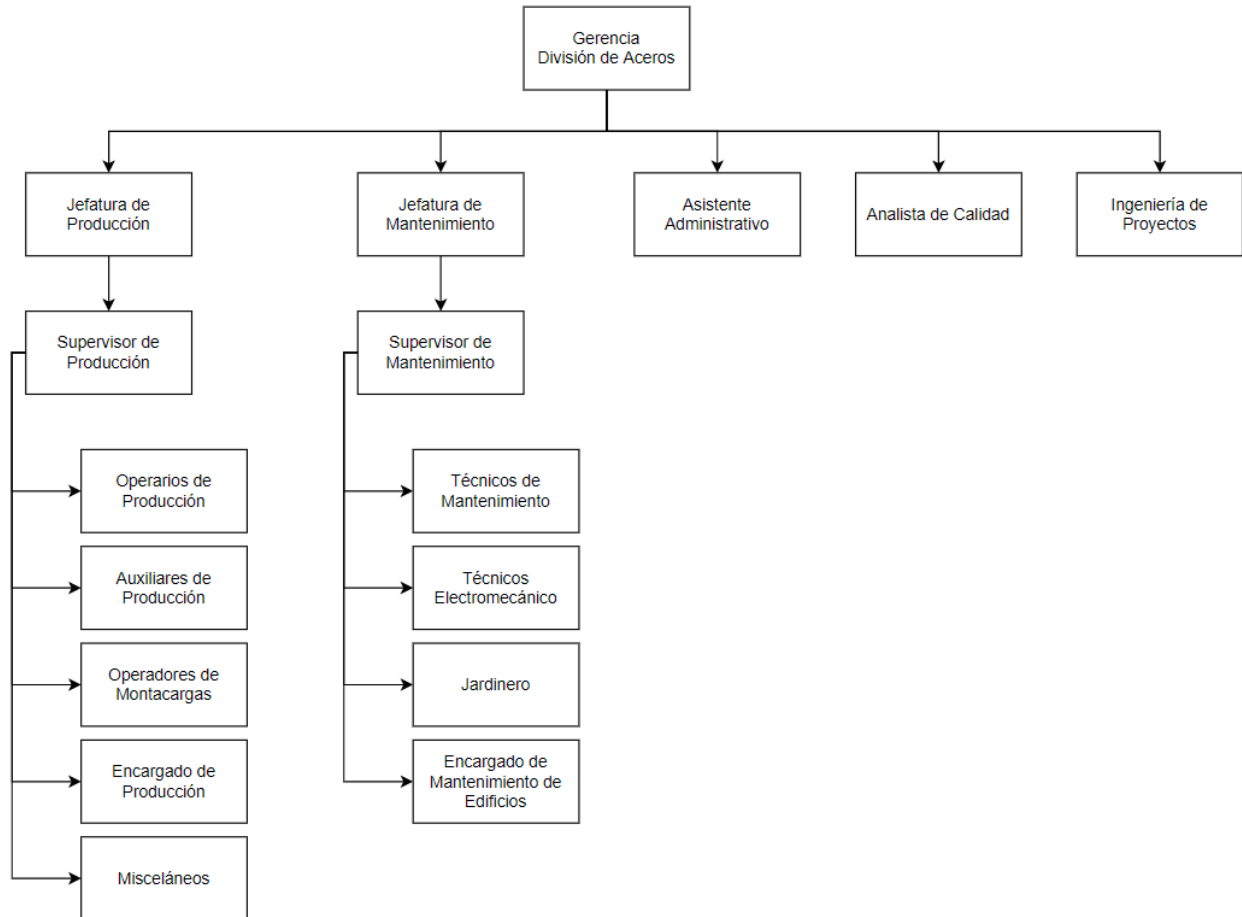 Gerencia
División de Aceros
Jefatura de
Producción
Jefatura de
Mantenimiento
Asistente
Administrativo
Analista de Calidad
Ingeniería de
Proyectos
Supervisor de
Producción
Supervisor de
Mantenimiento
Operarios de
Producción
Técnicos de
Mantenimiento
Auxiliares de
Producción
Técnicos
Electromecánico
Operadores de
Montacargas
Jardinero
Encargado de
Producción
Encargado de
Mantenimiento de
Edificios
Misceláneos